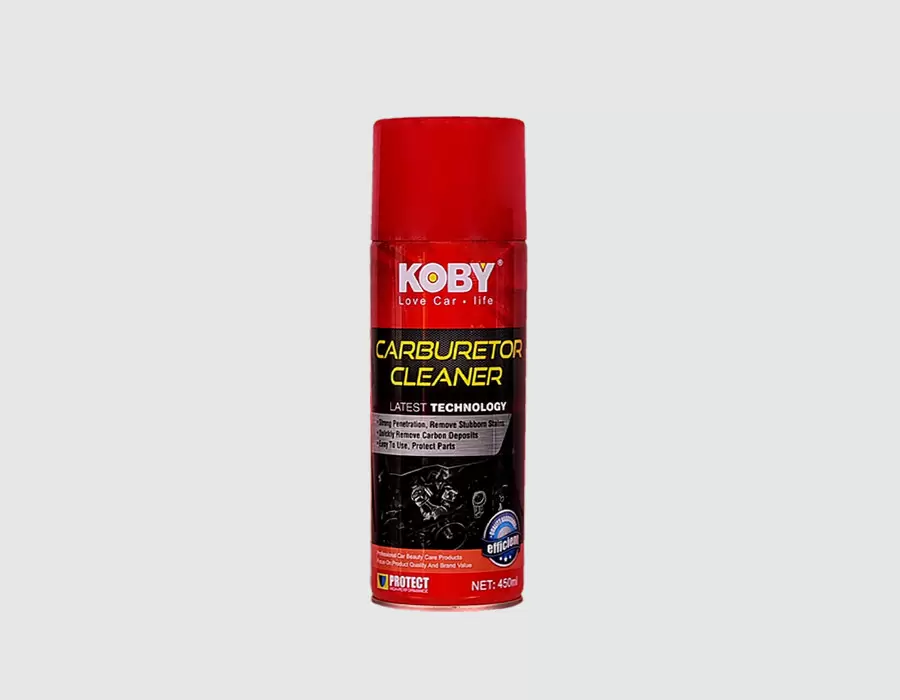 KOBY®
Love Car • life
CARBURETOR
CLEANER
LATEST TECHNOLOGY
•Strong Penetration, Remove Stubborn Stains,
•Quickly Remove Carbon Deposits
•Easy To Use, Protect Parts
efficient
Professional Car Beauty Care Products
Focus On Product Quality And Brand Value
PROTECT
HIGH-PERFORMANCE
NET: 450ml